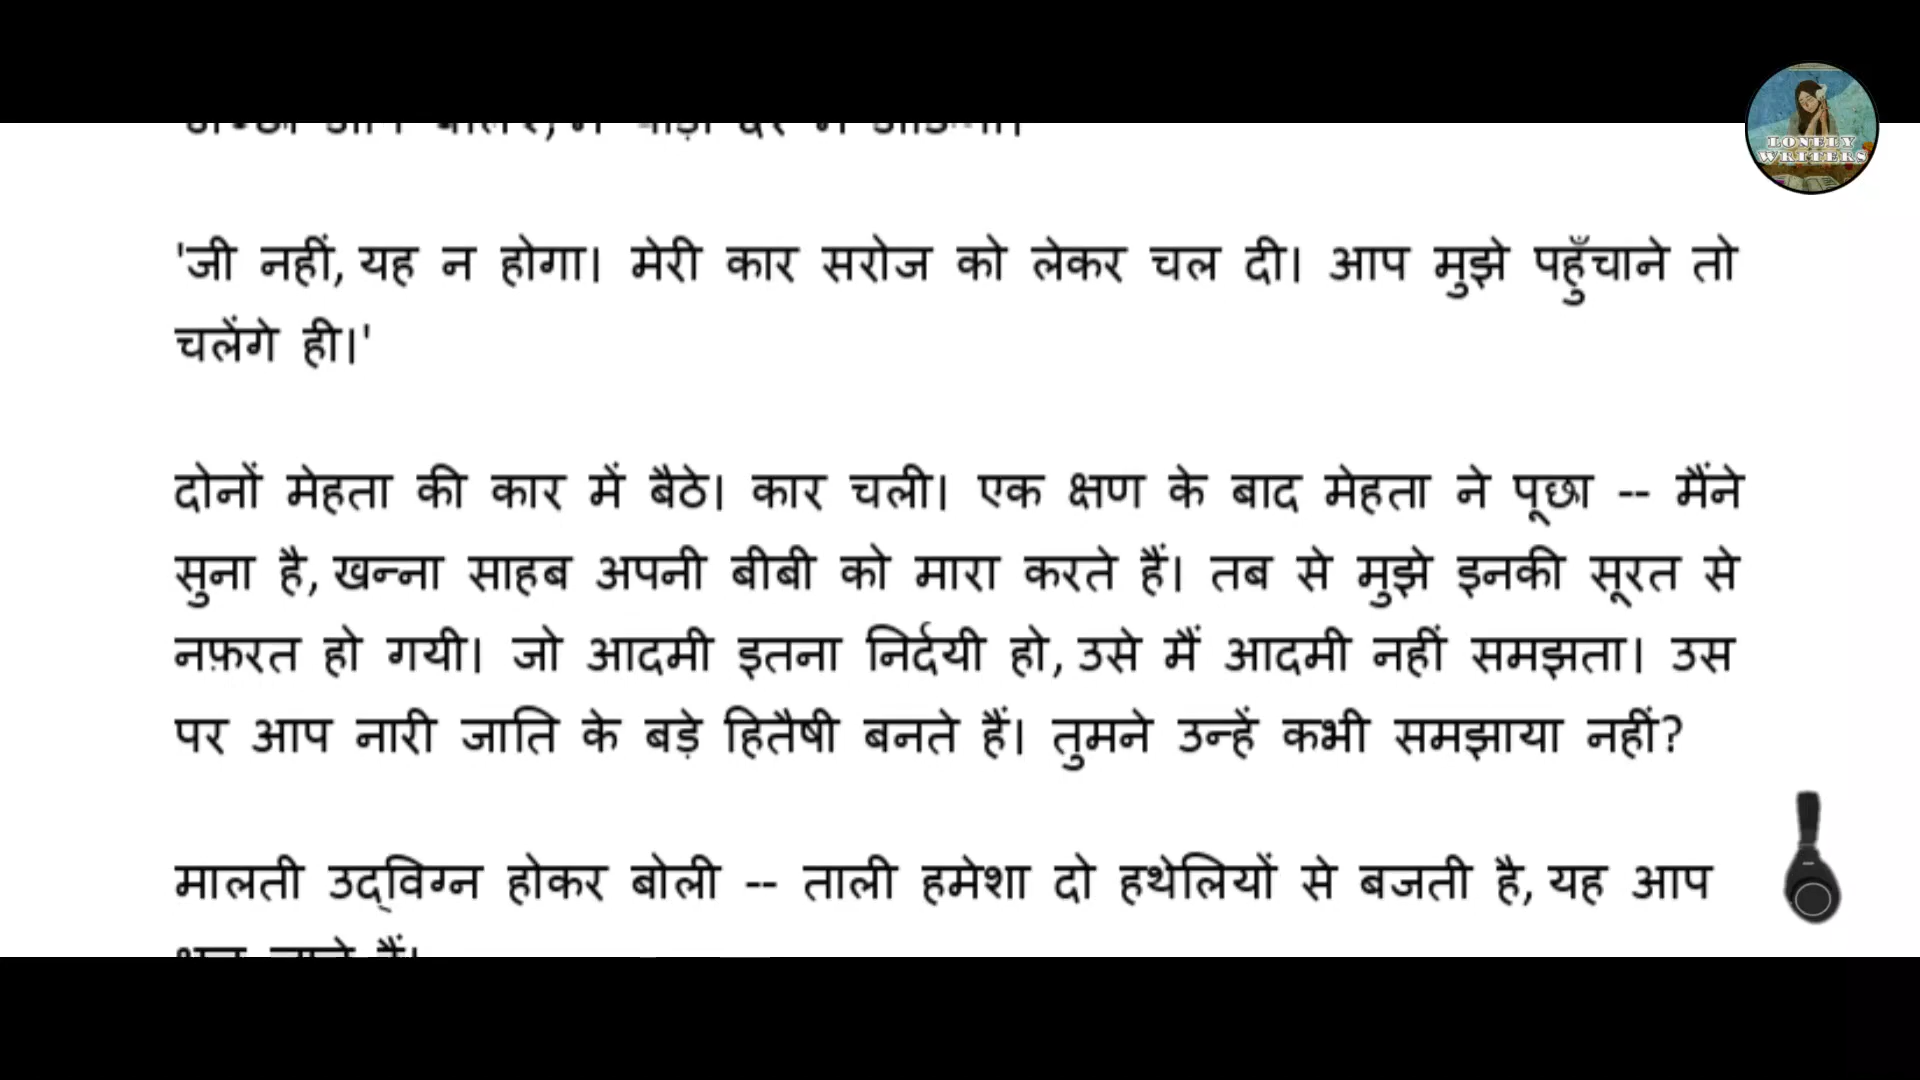 'जी नहीं, यह न होगा। मेरी कार सरोज को लेकर चल दी। आप मुझे पहुँचाने तो
चलेंगे ही।'
दोनों मेहता की कार में बैठे। कार चली। एक क्षण के बाद मेहता ने पूछा -- मैंने
सुना है, खन्ना साहब अपनी बीबी को मारा करते हैं। तब से मुझे इनकी सूरत से
नफ़रत हो गयी। जो आदमी इतना निर्दयी हो, उसे मैं आदमी नहीं समझता। उस
पर आप नारी जाति के बड़े हितैषी बनते हैं। तुमने उन्हें कभी समझाया नहीं?
मालती उद्विग्न होकर बोली -- ताली हमेशा दो हथेलियों से बजती है, यह आप
LONELY
WRITERS